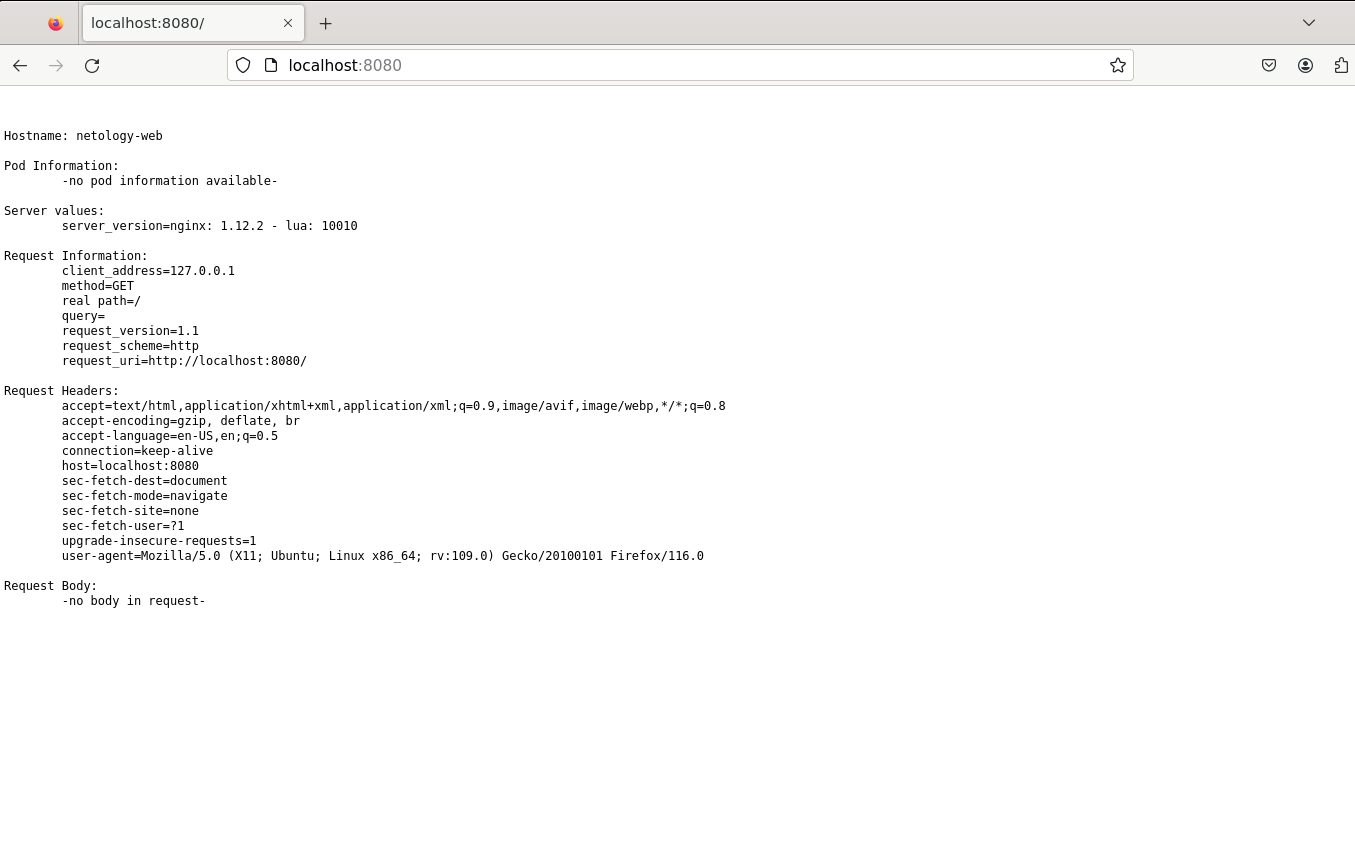 localhost:8080/
localhost:8080
Hostname: netology-web
Pod Information:
-no pod information available-
Server values:
server_version=nginx: 1.12.2 - lua: 10010
Request Information:
client_address=127.0.0.1
method=GET
real path=/
query=
request_version=1.1
request_scheme=http
request_uri=http://localhost:8080/
Request Headers:
accept=text/html,application/xhtml+xml,application/xml;q=0.9,image/avif,image/webp,*/*;q=0.8
accept-encoding=gzip, deflate, br
accept-language=en-US,en;q=0.5
connection=keep-alive
host=localhost:8080
sec-fetch-dest=document
sec-fetch-mode=navigate
sec-fetch-site=none
sec-fetch-user=?1
upgrade-insecure-requests=1
user-agent=Mozilla/5.0 (X11; Ubuntu; Linux x86_64; rv:109.0) Gecko/20100101 Firefox/116.0
Request Body:
-no body in request-